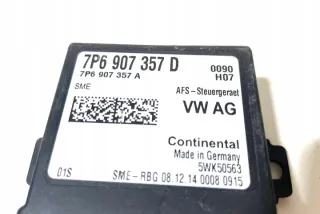 7P6 907 357 D
0090
7P6 907 357 A
H07
SME
AFS-Steuergeraet
VW AG
Continental
Made in Germany
5WK50563
01S
SME-RBG 08.12.14 0008 0915